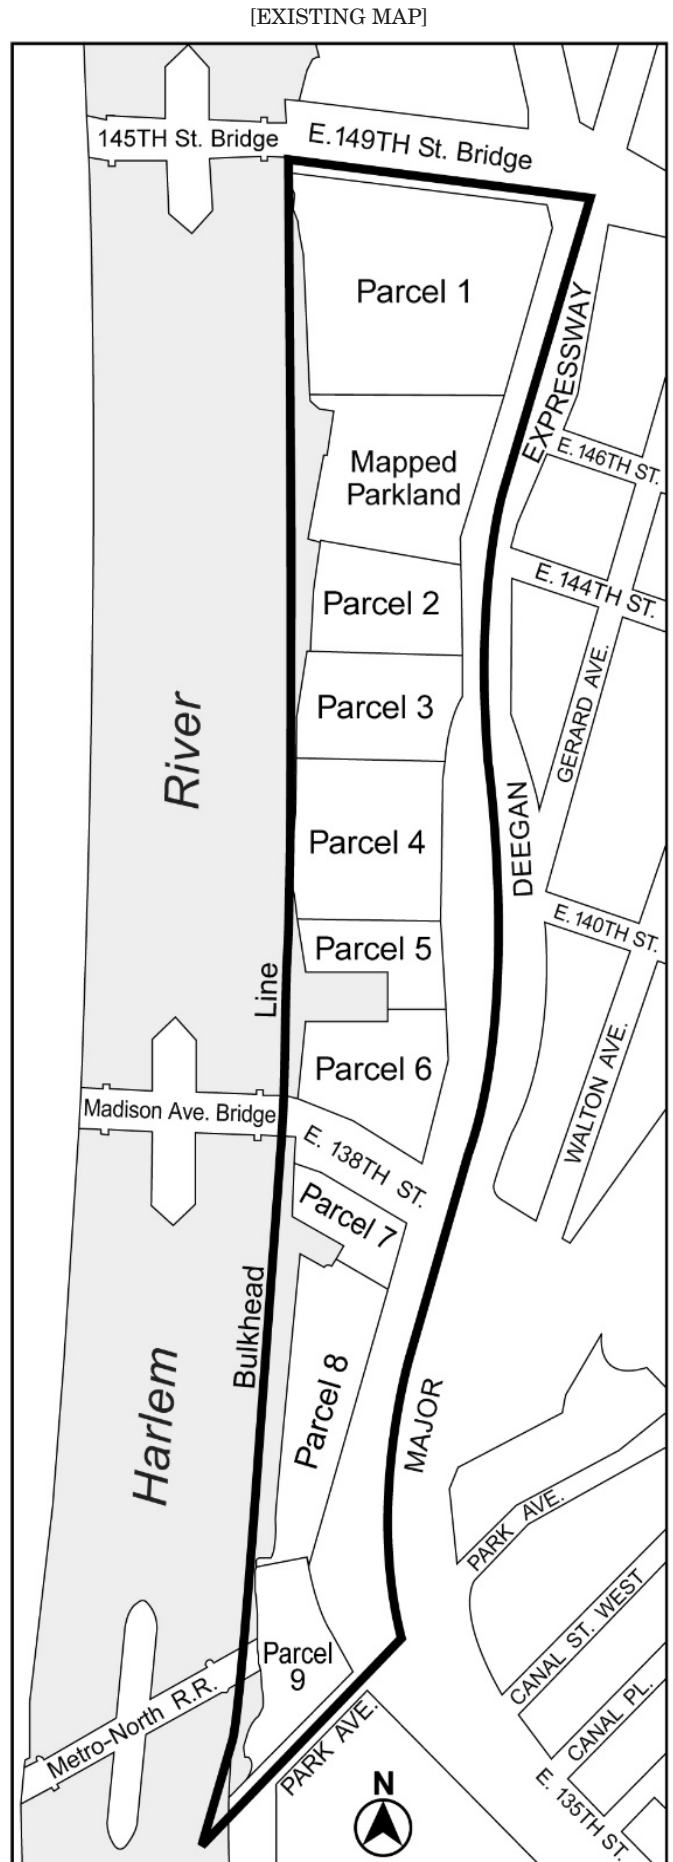 [EXISTING MAP]
145TH St. Bridge
E.149TH St. Bridge
Parcel 1
EXPRESSWAY
E. 146TH ST.
Mapped
Parkland
E. 144TH ST.
Parcel 2
GERARD AVE.
Parcel 3
River
DEEGAN
Parcel 4
E. 140TH ST.
Parcel 5
Line
WALTON AVE.
Parcel 6
Madison Ave. Bridge
E. 138TH ST.
Parcel 7
Bulkhead
Parcel 8
Harlem
MAJOR
PARK AVE.
CANAL ST. WEST
Parcel
9
CANAL PL.
Metro-North R.R.
PARK AVE.
N
E. 135TH ST.